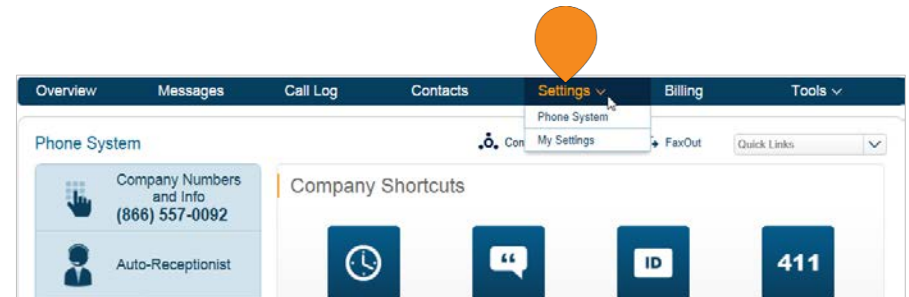 Overview Messages Call Log Contacts Settings Billing Tools
Phone System
My Settings
Phone System
FaxOut
Quick Links
Company Numbers
and Info
(866) 557-0092
Auto-Receptionist
Company Shortcuts
“
ID
411